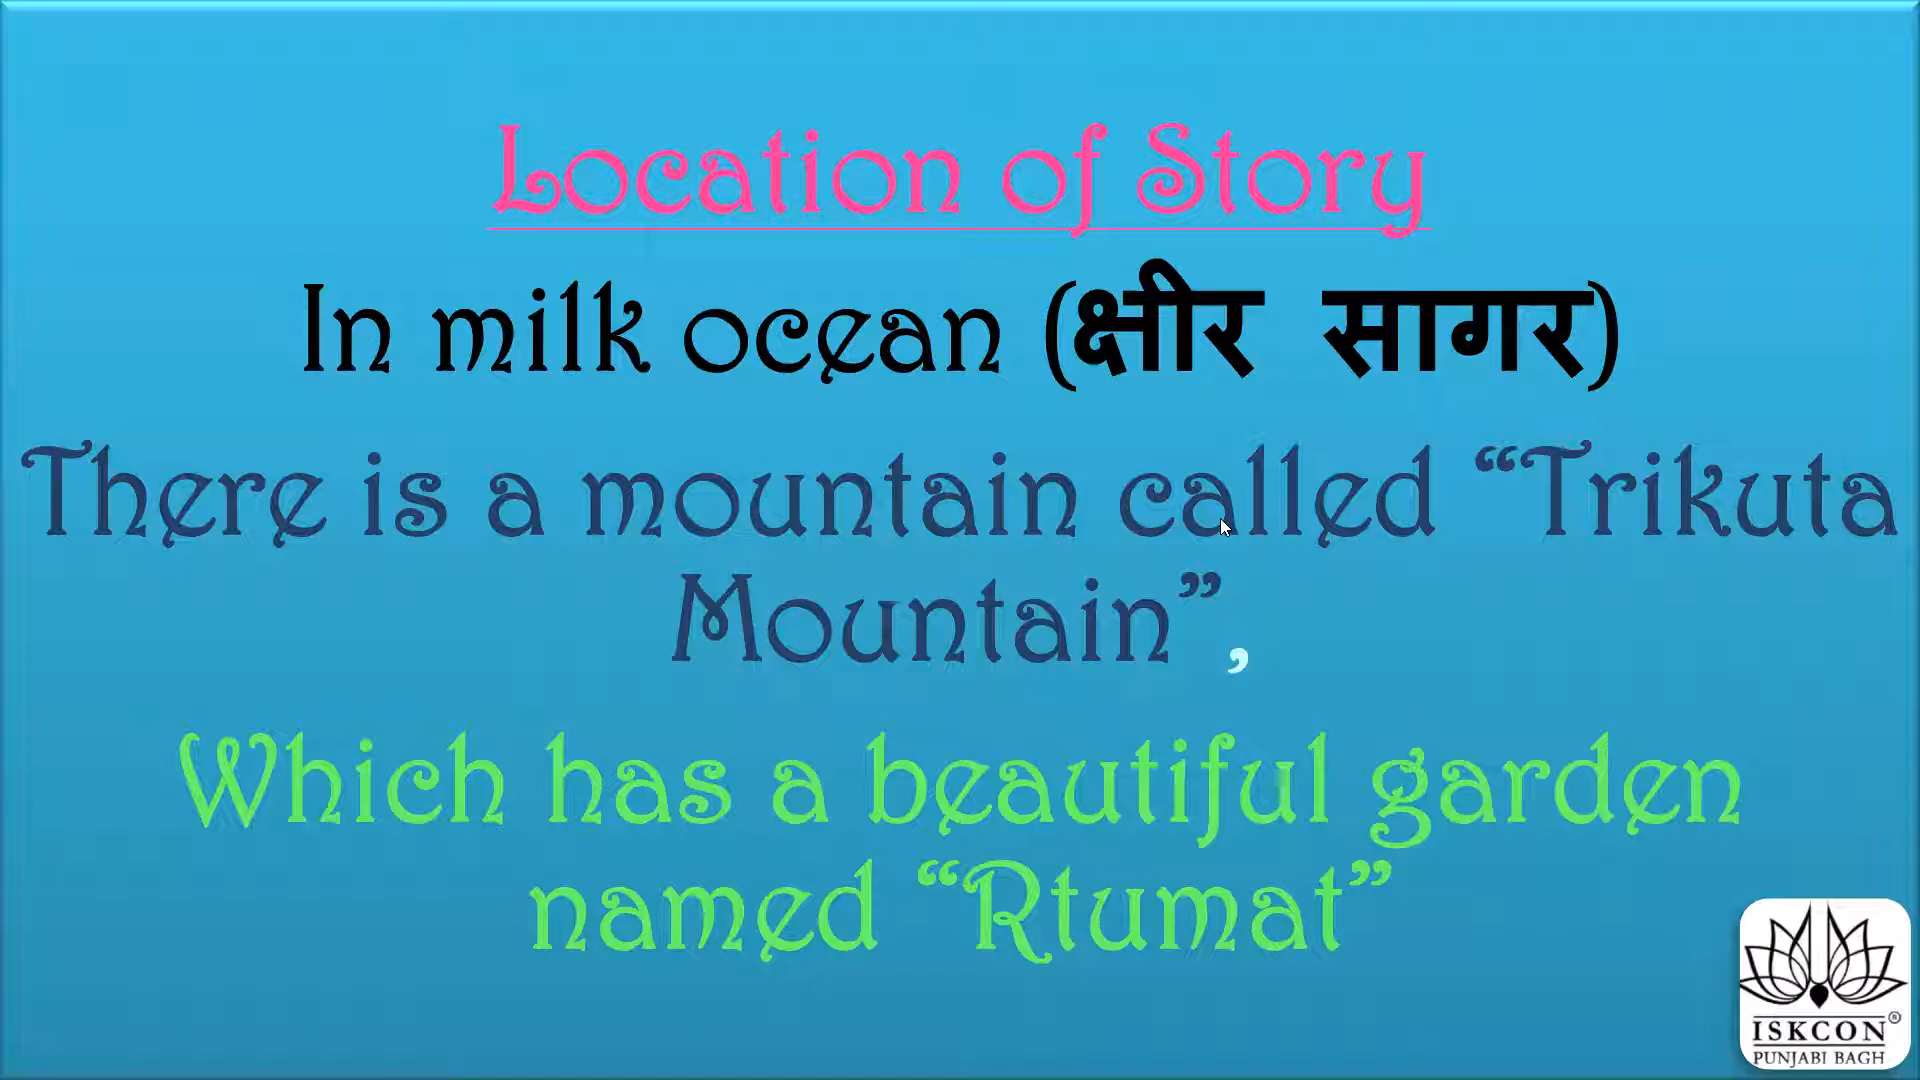 Location of Story
In milk ocean (क्षीर सागर)
There is a mountain called “Trikuta
Mountain”,
Which has a beautiful garden
named “Rtumat”
ISKCON®
PUNJABI BAGH